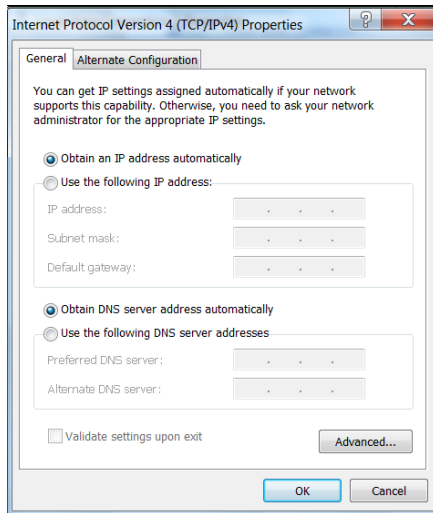 Internet Protocol Version 4 (TCP/IPv4) Properties
? X
General Alternate Configuration
You can get IP settings assigned automatically if your network
supports this capability. Otherwise, you need to ask your network
administrator for the appropriate IP settings.
Obtain an IP address automatically
Use the following IP address:
IP address: . . .
Subnet mask: . . .
Default gateway: . . .
Obtain DNS server address automatically
Use the following DNS server addresses
Preferred DNS server: . . .
Alternate DNS server: . . .
Validate settings upon exit
Advanced...
OK Cancel